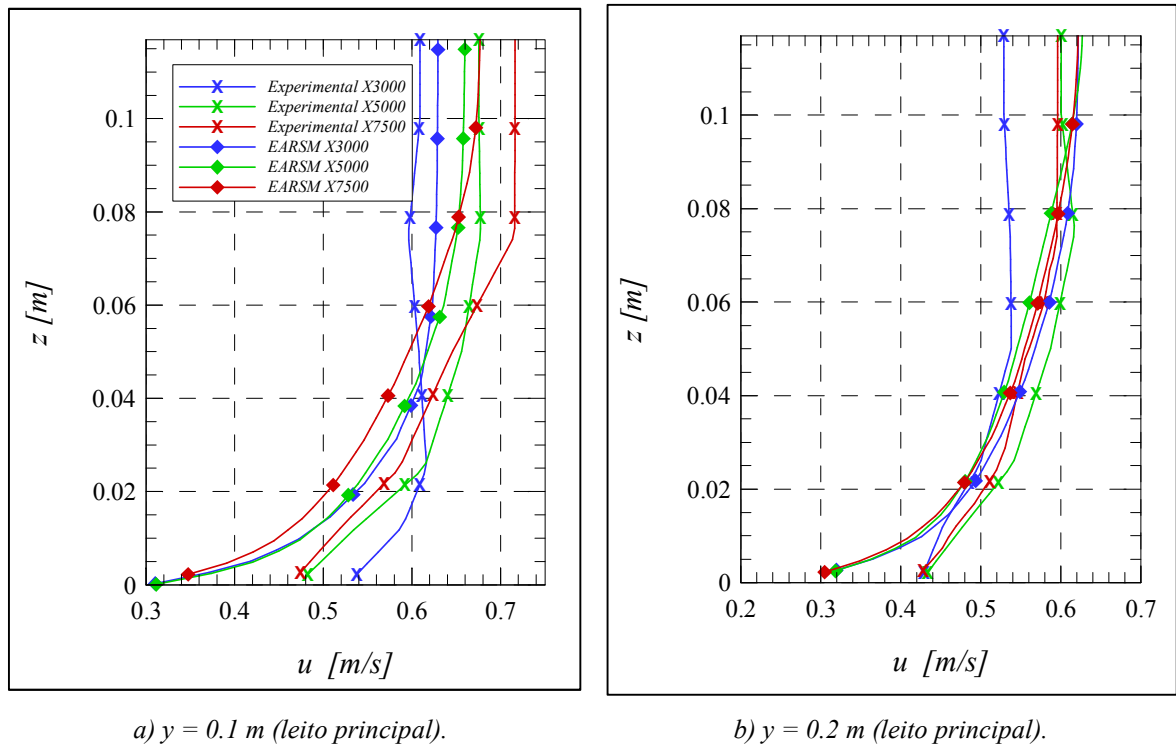 Experimental X3000
Experimental X5000
Experimental X7500
EARSM X3000
EARSM X5000
EARSM X7500
0.1
0.08
0.06
0.04
0.02
0
z [m]
0.3 0.4 0.5 0.6 0.7
u [m/s]
a) y = 0.1 m (leito principal).
0.1
0.08
0.06
0.04
0.02
0
z [m]
0.2 0.3 0.4 0.5 0.6 0.7
u [m/s]
b) y = 0.2 m (leito principal).